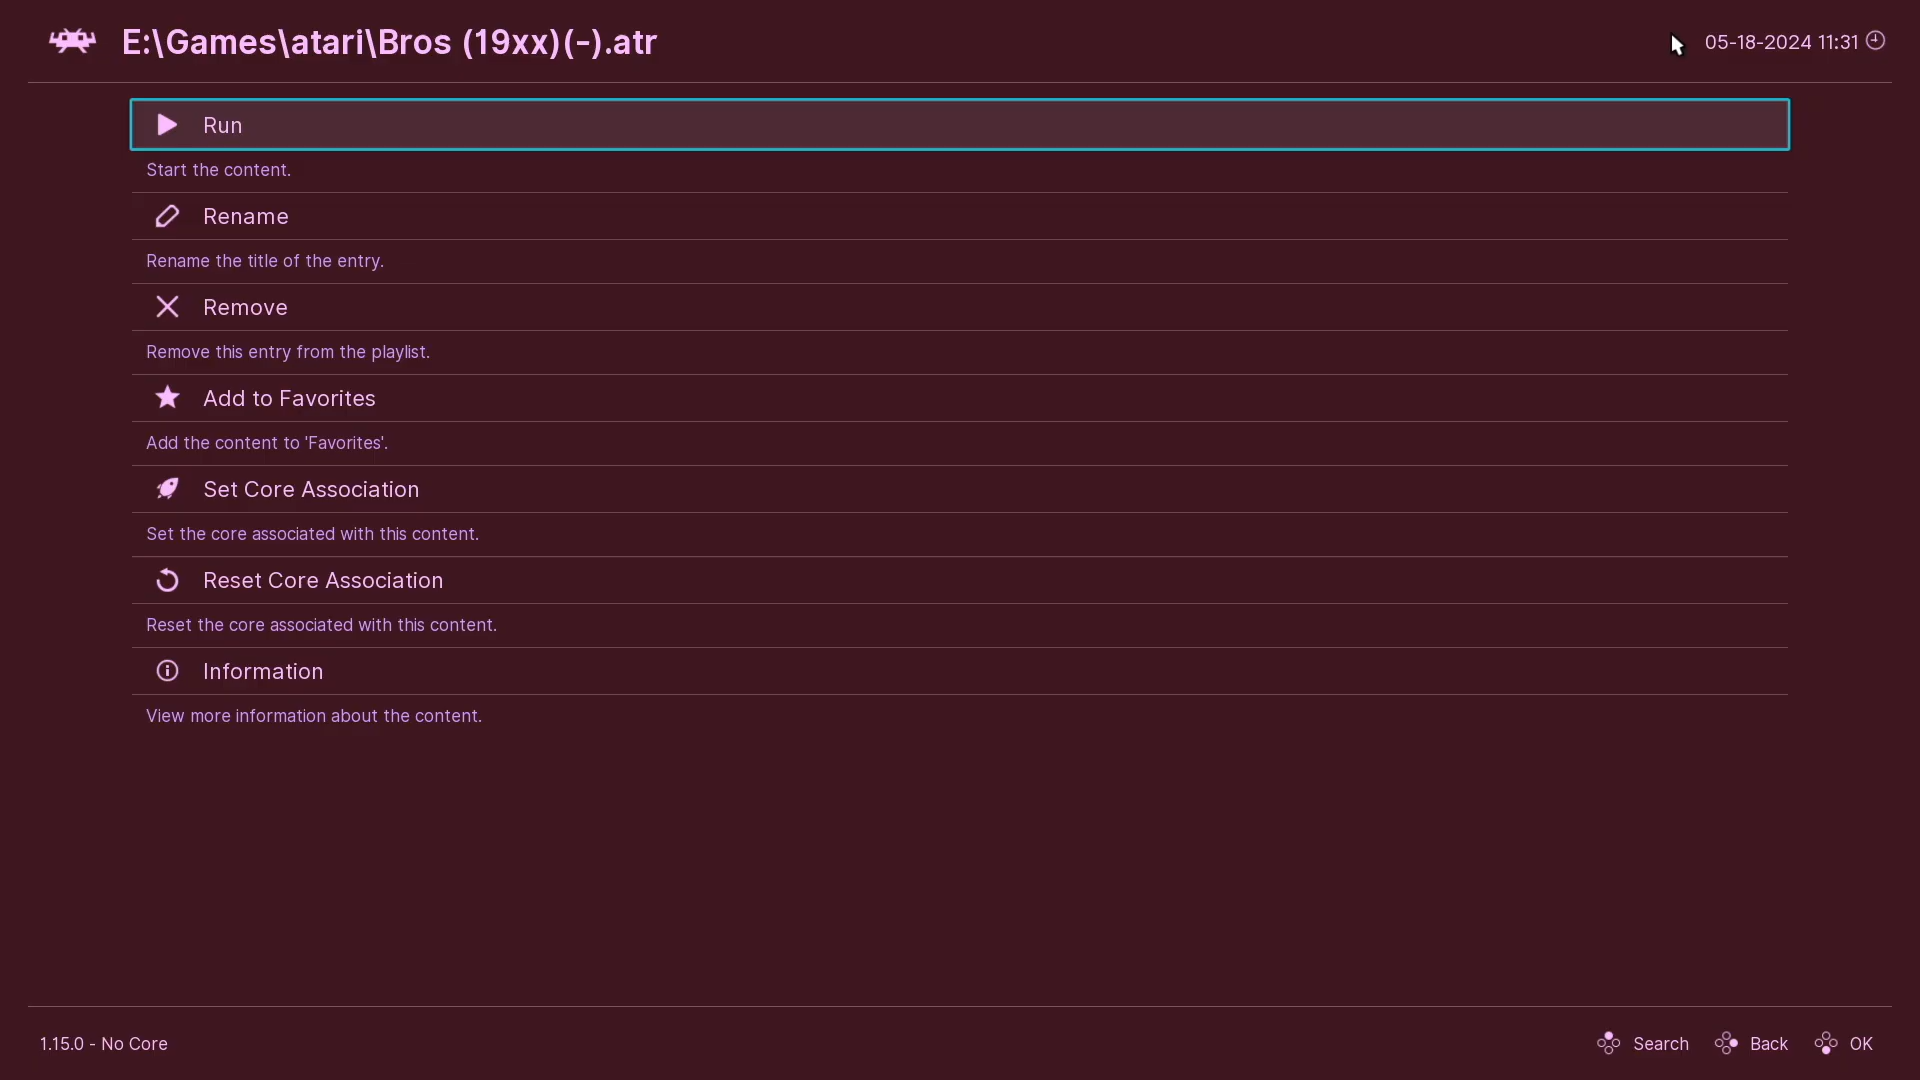 E:\Games\atari\Bros (19xx)(-).atr
05-18-2024 11:31
Run
Start the content.
Rename
Rename the title of the entry.
Remove
Remove this entry from the playlist.
Add to Favorites
Add the content to 'Favorites'.
Set Core Association
Set the core associated with this content.
Reset Core Association
Reset the core associated with this content.
Information
View more information about the content.
1.15.0 - No Core
Search
Back
OK